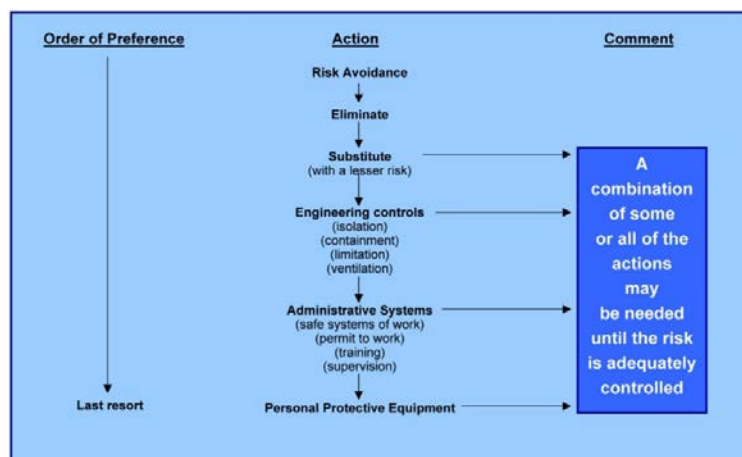 Order of Preference
Action
Comment
Risk Avoidance
Eliminate
Substitute
(with a lesser risk)
Engineering controls
(isolation)
(containment)
(limitation)
(ventilation)
Administrative Systems
(safe systems of work)
(permit to work)
(training)
(supervision)
Last resort
Personal Protective Equipment
A
combination
of some
or all of the
actions
may
be needed
until the risk
is adequately
controlled